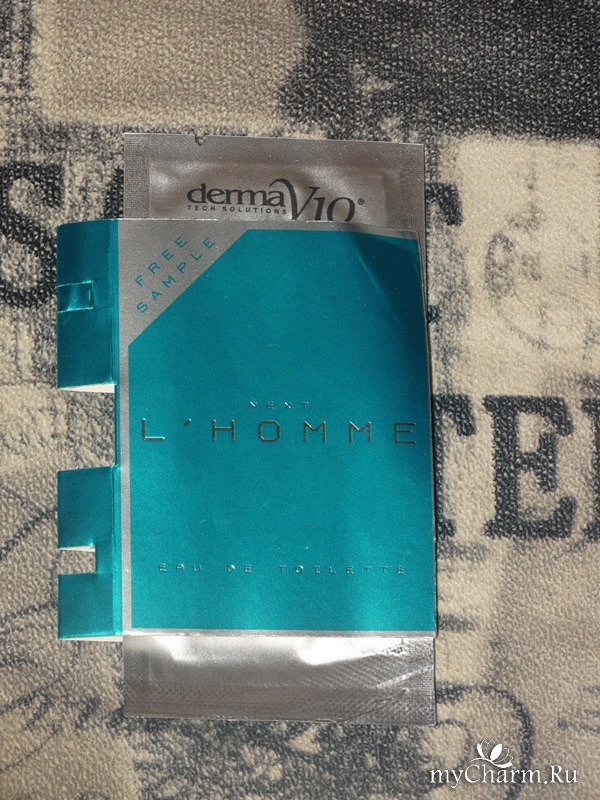 dermaV10®
TECH SOLUTIONS
FREE
SAMPLE
NEXT
L'HOMME
EAU DE TOILETTE
myCharm.Ru